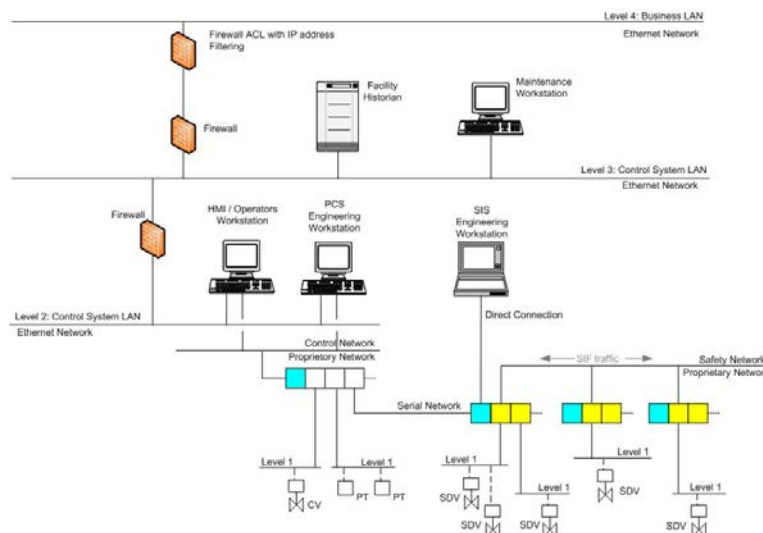 Level 4: Business LAN
Ethernet Network
Firewall ACL with IP address
Filtering
Facility
Historian
Maintenance
Workstation
Firewall
Level 3: Control System LAN
Ethernet Network
Firewall
HMI / Operators
Workstation
PCS
Engineering
Workstation
SIS
Engineering
Workstation
Level 2: Control System LAN
Ethernet Network
Direct Connection
Control Network
Proprietory Network
SIF traffic
Safety Network
Proprietary Network
Serial Network
Level 1
Level 1
Level 1
Level 1
Level 1
Level 1
CV
PT
PT
SDV
SDV
SDV
SDV
SDV